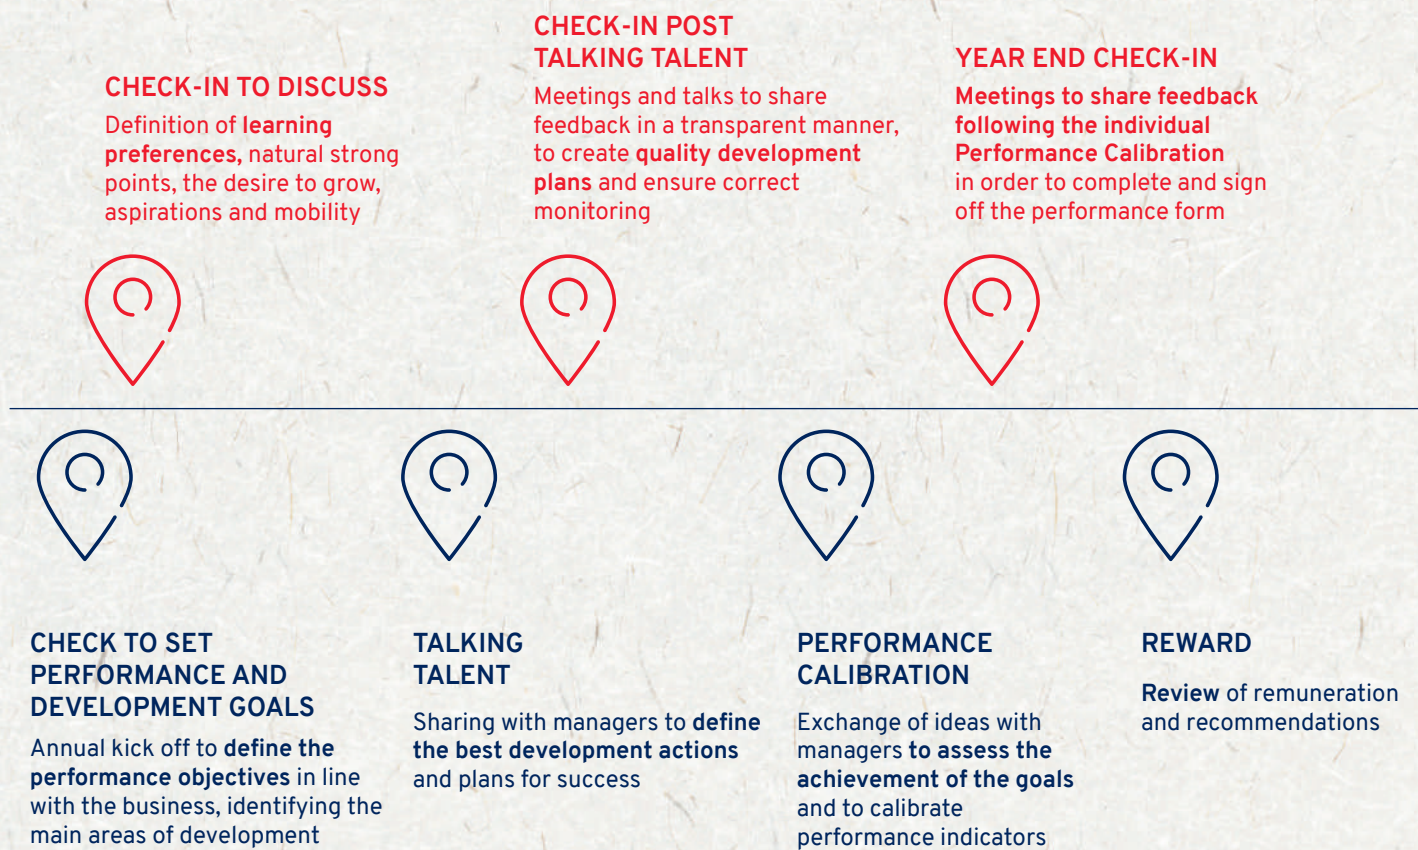 CHECK-IN TO DISCUSS
Definition of learning
preferences, natural strong
points, the desire to grow,
aspirations and mobility
CHECK-IN POST
TALKING TALENT
Meetings and talks to share
feedback in a transparent manner,
to create quality development
plans and ensure correct
monitoring
YEAR END CHECK-IN
Meetings to share feedback
following the individual
Performance Calibration
in order to complete and sign
off the performance form
CHECK TO SET
PERFORMANCE AND
DEVELOPMENT GOALS
Annual kick off to define the
performance objectives in line
with the business, identifying the
main areas of development
TALKING
TALENT
Sharing with managers to define
the best development actions
and plans for success
PERFORMANCE
CALIBRATION
Exchange of ideas with
managers to assess the
achievement of the goals
and to calibrate
performance indicators
REWARD
Review of remuneration
and recommendations